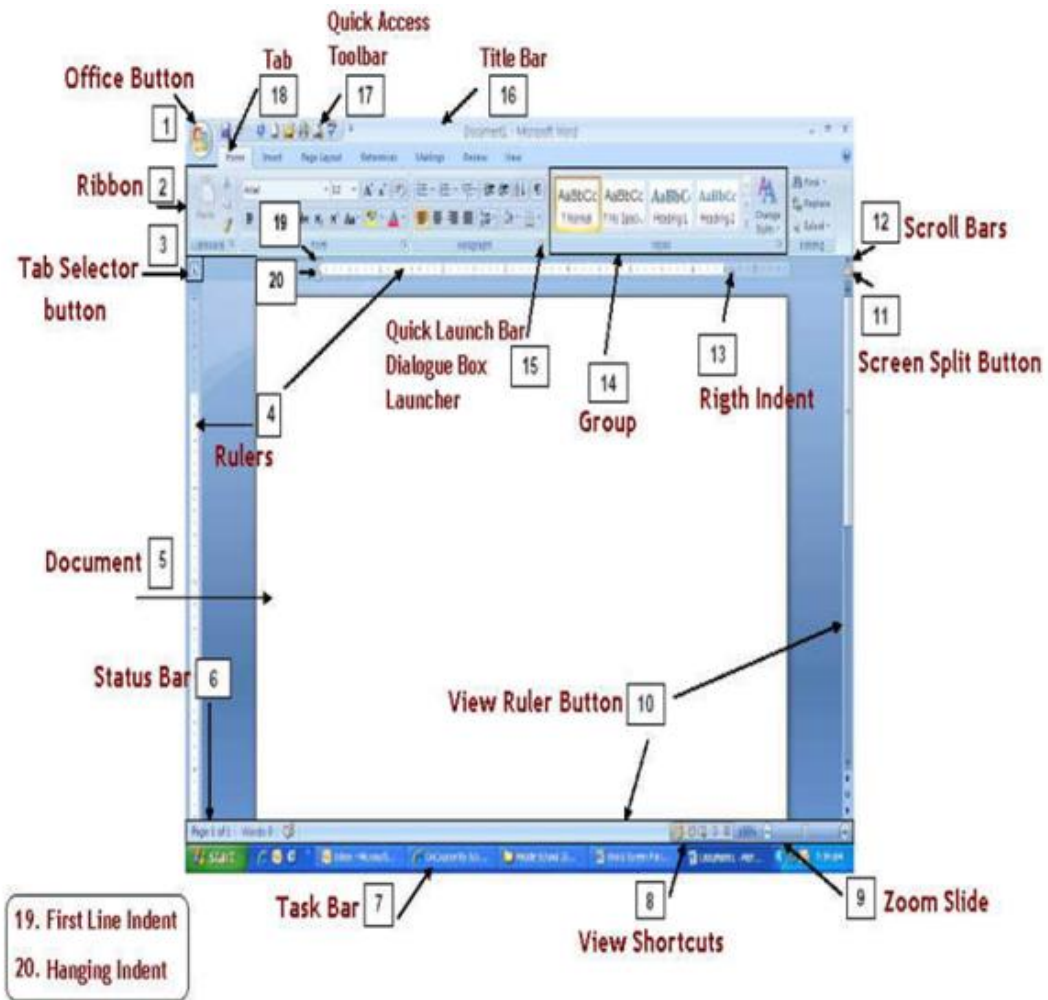 Quick Access
Toolbar
Tab
Title Bar
Office Button
18
17
16
1
Document1 - Microsoft Word
Home Insert Page Layout References Mailings Review View
Ribbon 2
Arial 12
AaBbCc AaBbCc AaBbC AaBbCc
Heading 1 Heading 2 Change
Replace
Select
Paragraph
Editing
3
19
12 Scroll Bars
Tab Selector
button
20
Quick Launch Bar
Dialogue Box
Launcher
15
14
Group
13
Rigth Indent
11
Screen Split Button
4
Rulers
Document 5
Status Bar 6
View Ruler Button 10
Page 1 of 1 Words: 0 100%
start
Task Bar 7
8
View Shortcuts
9 Zoom Slide
19. First Line Indent
20. Hanging Indent